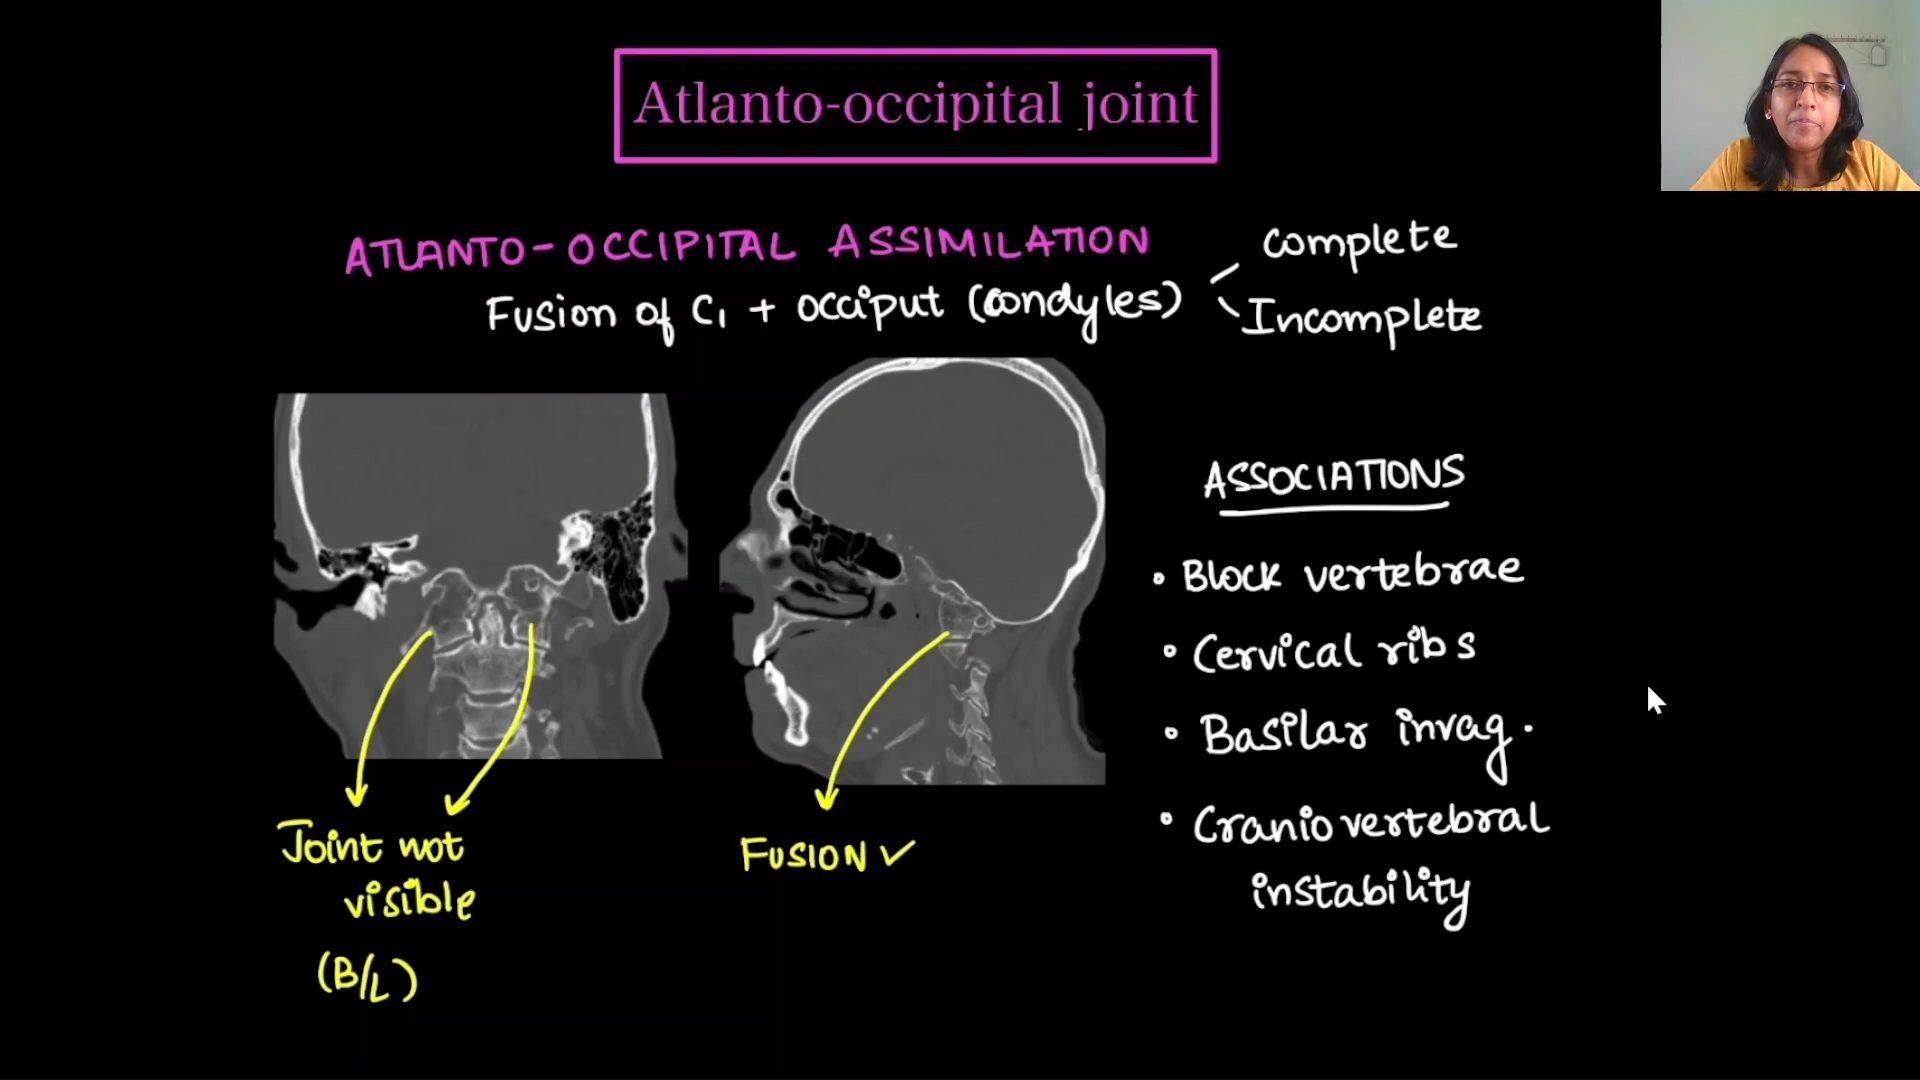 Atlanto-occipital joint
ATLANTO-OCCIPITAL ASSIMILATION
Fusion of C1 + occiput (condyles)
complete
Incomplete
ASSOCIATIONS
• Block vertebrae
• Cervical ribs
• Basilar invag.
• Craniovertebral
instability
Joint not
visible
(B/L)
FUSION ✓